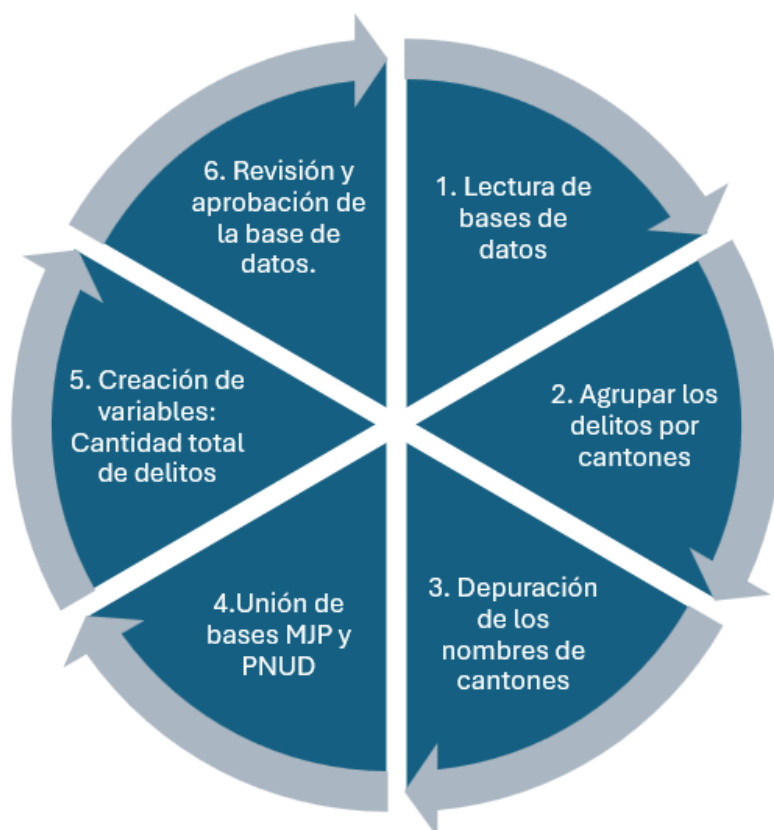 1. Lectura de
bases de
datos
2. Agrupar los
delitos por
cantones
3. Depuración
de los
nombres de
cantones
4.Unión de
bases MJP y
PNUD
5. Creación de
variables:
Cantidad total
de delitos
6. Revisión y
aprobación de
la base de
datos.